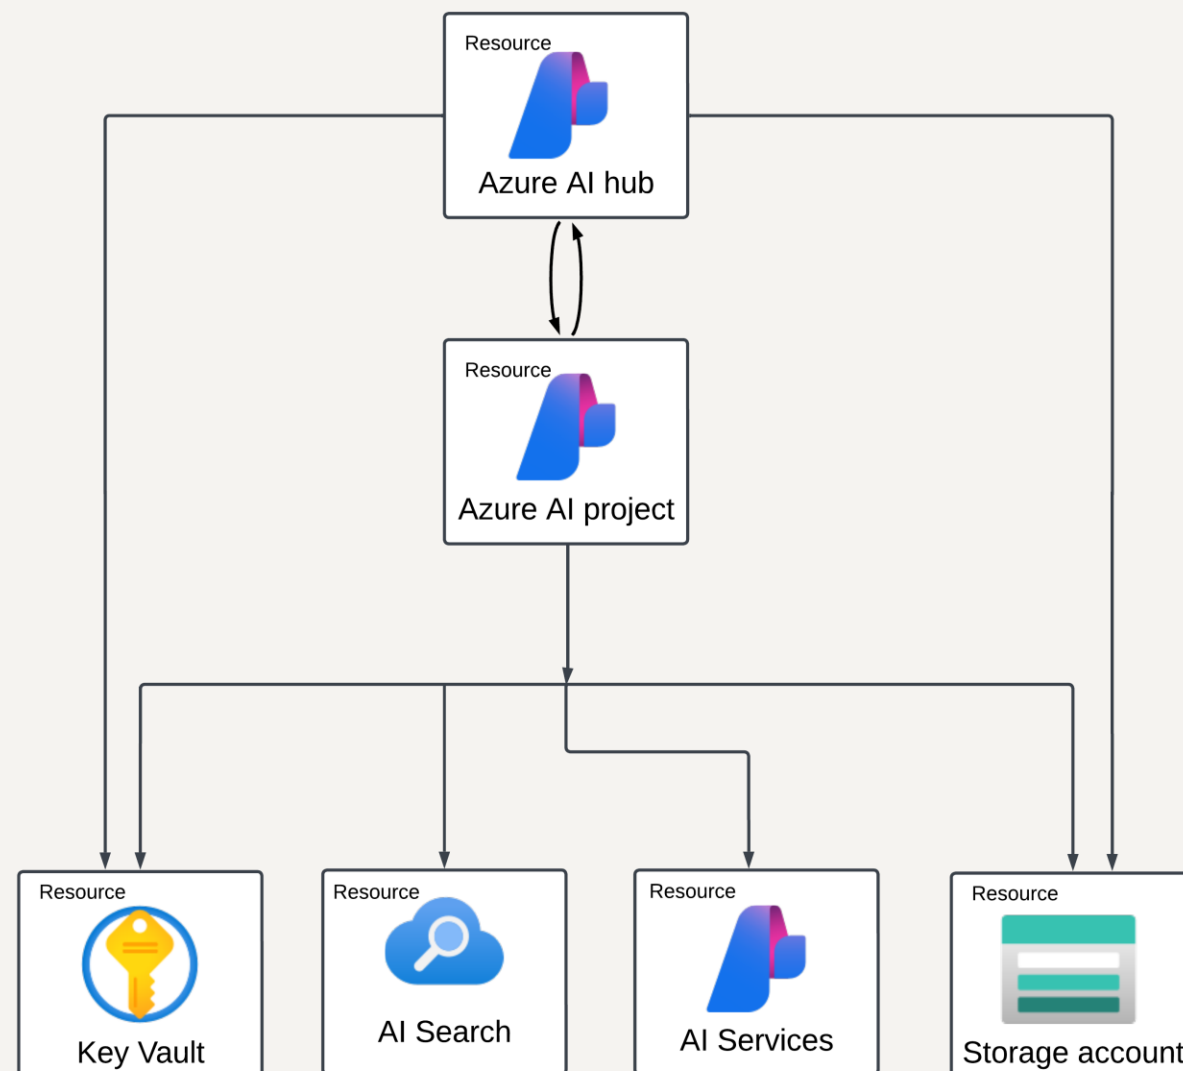 Resource
Azure AI hub
Resource
Azure AI project
Resource
Key Vault
Resource
AI Search
Resource
AI Services
Resource
Storage account